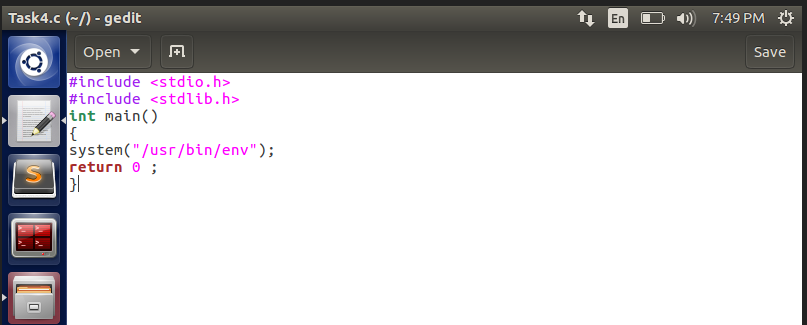 Task4.c (~/) - gedit
En
7:49 PM
Open
Save
#include <stdio.h>
#include <stdlib.h>
int main()
{
system("/usr/bin/env");
return 0 ;
}